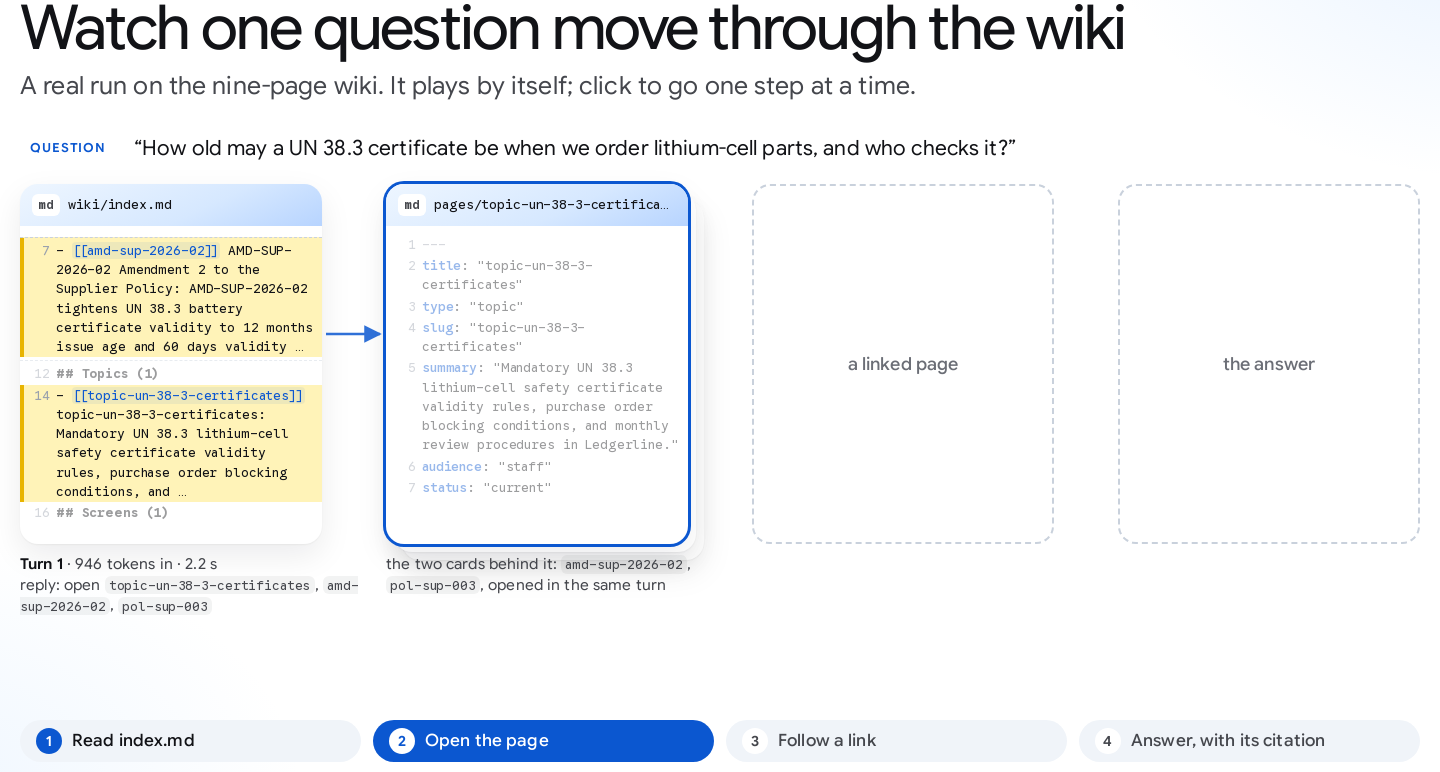 Watch one question move through the wiki
A real run on the nine-page wiki. It plays by itself; click to go one step at a time.
QUESTION
“How old may a UN 38.3 certificate be when we order lithium-cell parts, and who checks it?”
md wiki/index.md
7 - [[amd-sup-2026-02]] AMD-SUP-
2026-02 Amendment 2 to the
Supplier Policy: AMD-SUP-2026-02
tightens UN 38.3 battery
certificate validity to 12 months
issue age and 60 days validity …
12 ## Topics (1)
14 - [[topic-un-38-3-certificates]]
topic-un-38-3-certificates:
Mandatory UN 38.3 lithium-cell
safety certificate validity
rules, purchase order blocking
conditions, and …
16 ## Screens (1)
Turn 1 · 946 tokens in · 2.2 s
reply: open topic-un-38-3-certificates, amd-
sup-2026-02, pol-sup-003
md pages/topic-un-38-3-certifica…
1 ---
2 title: "topic-un-38-3-
certificates"
3 type: "topic"
4 slug: "topic-un-38-3-
certificates"
5 summary: "Mandatory UN 38.3
lithium-cell safety certificate
validity rules, purchase order
blocking conditions, and monthly
review procedures in Ledgerline."
6 audience: "staff"
7 status: "current"
the two cards behind it: amd-sup-2026-02,
pol-sup-003, opened in the same turn
a linked page
the answer
1 Read index.md
2 Open the page
3 Follow a link
4 Answer, with its citation